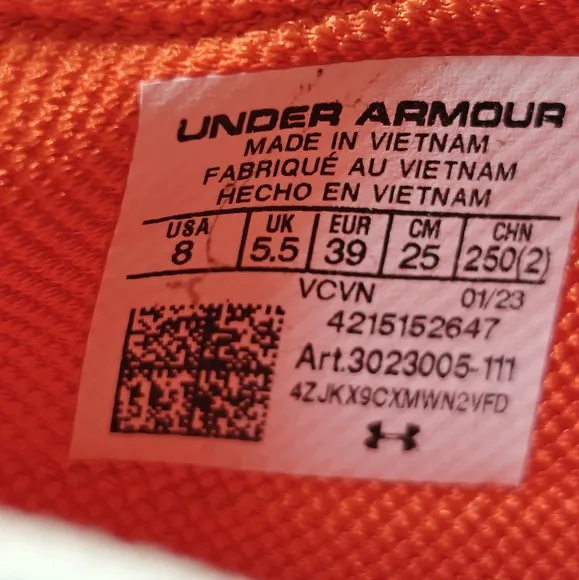 UNDER ARMOUR
MADE IN VIETNAM
FABRIQUÉ AU VIETNAM
HECHO EN VIETNAM
USA UK EUR CM CHN
8 5.5 39 25 250(2)
VCVN 01/23
4215152647
Art.3023005-111
4ZJKX9CXMWN2VFD